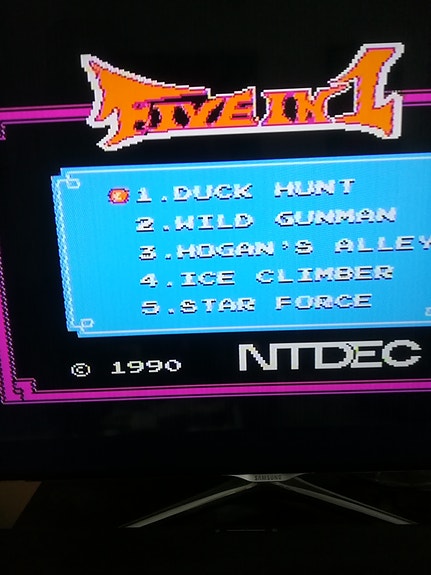 FIVE IN 1
1.DUCK HUNT
2.WILD GUNMAN
3.HOGAN'S ALLEY
4.ICE CLIMBER
5.STAR FORCE
© 1990 NTDEC
SAMSUNG